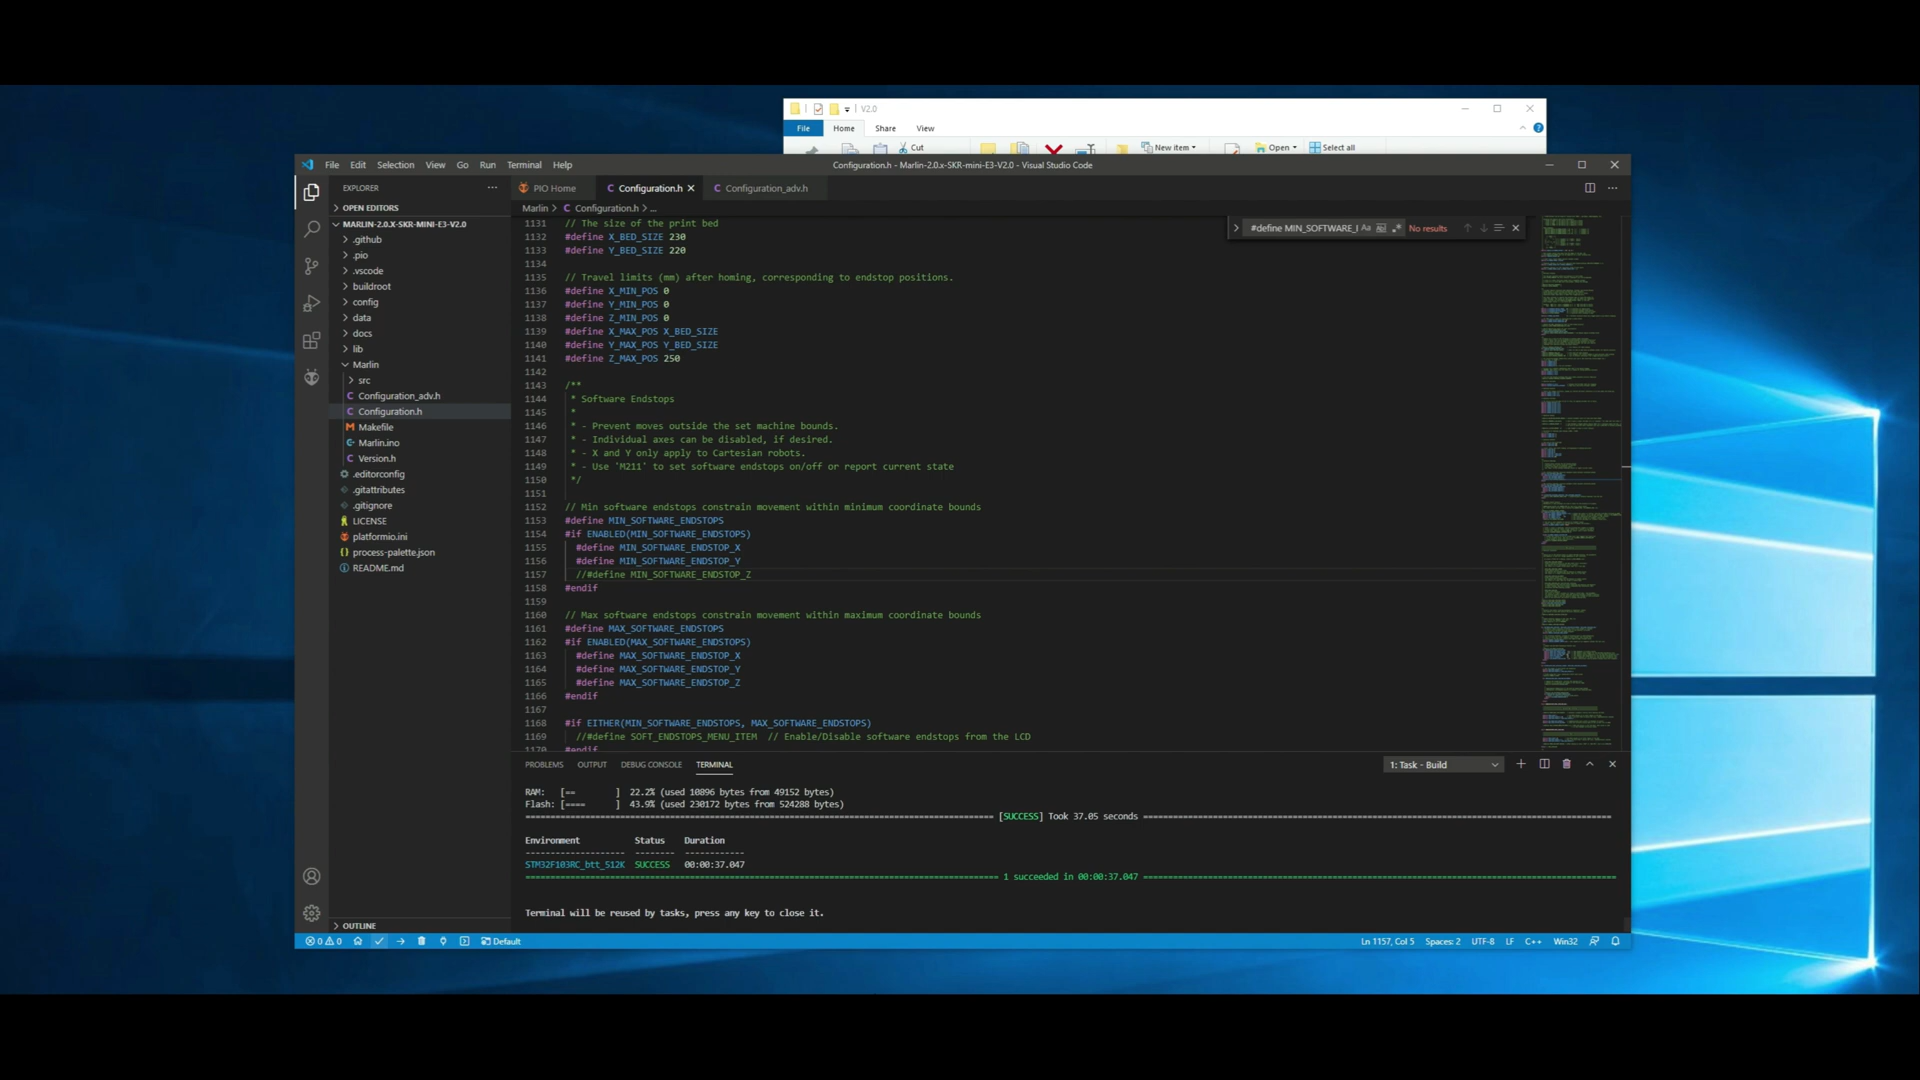 V2.0
File Home Share View
Cut New item Open Select all
File Edit Selection View Go Run Terminal Help
Configuration.h - Marlin-2.0.x-SKR-mini-E3-V2.0 - Visual Studio Code
EXPLORER
OPEN EDITORS
MARLIN-2.0.X-SKR-MINI-E3-V2.0
.github
.pio
.vscode
buildroot
config
data
docs
lib
Marlin
src
C Configuration_adv.h
C Configuration.h
M Makefile
Marlin.ino
C Version.h
.editorconfig
.gitattributes
.gitignore
LICENSE
platformio.ini
{} process-palette.json
README.md
OUTLINE
PIO Home
C Configuration.h
C Configuration_adv.h
Marlin > C Configuration.h > ...
#define MIN_SOFTWARE_ Aa No results
1131 // The size of the print bed
1132 #define X_BED_SIZE 230
1133 #define Y_BED_SIZE 220
1134
1135 // Travel limits (mm) after homing, corresponding to endstop positions.
1136 #define X_MIN_POS 0
1137 #define Y_MIN_POS 0
1138 #define Z_MIN_POS 0
1139 #define X_MAX_POS X_BED_SIZE
1140 #define Y_MAX_POS Y_BED_SIZE
1141 #define Z_MAX_POS 250
1142
1143 /**
1144 * Software Endstops
1145 *
1146 * - Prevent moves outside the set machine bounds.
1147 * - Individual axes can be disabled, if desired.
1148 * - X and Y only apply to Cartesian robots.
1149 * - Use 'M211' to set software endstops on/off or report current state
1150 */
1151
1152 // Min software endstops constrain movement within minimum coordinate bounds
1153 #define MIN_SOFTWARE_ENDSTOPS
1154 #if ENABLED(MIN_SOFTWARE_ENDSTOPS)
1155 #define MIN_SOFTWARE_ENDSTOP_X
1156 #define MIN_SOFTWARE_ENDSTOP_Y
1157 //#define MIN_SOFTWARE_ENDSTOP_Z
1158 #endif
1159
1160 // Max software endstops constrain movement within maximum coordinate bounds
1161 #define MAX_SOFTWARE_ENDSTOPS
1162 #if ENABLED(MAX_SOFTWARE_ENDSTOPS)
1163 #define MAX_SOFTWARE_ENDSTOP_X
1164 #define MAX_SOFTWARE_ENDSTOP_Y
1165 #define MAX_SOFTWARE_ENDSTOP_Z
1166 #endif
1167
1168 #if EITHER(MIN_SOFTWARE_ENDSTOPS, MAX_SOFTWARE_ENDSTOPS)
1169 //#define SOFT_ENDSTOPS_MENU_ITEM // Enable/Disable software endstops from the LCD
1170 #endif
PROBLEMS OUTPUT DEBUG CONSOLE TERMINAL
1: Task - Build
RAM: [== ] 22.2% (used 10896 bytes from 49152 bytes)
Flash: [==== ] 43.9% (used 230172 bytes from 524288 bytes)
[SUCCESS] Took 37.05 seconds
Environment Status Duration
STM32F103RC_btt_512K SUCCESS 00:00:37.047
1 succeeded in 00:00:37.047
Terminal will be reused by tasks, press any key to close it.
0 0 Default
Ln 1157, Col 5 Spaces: 2 UTF-8 LF C++ Win32